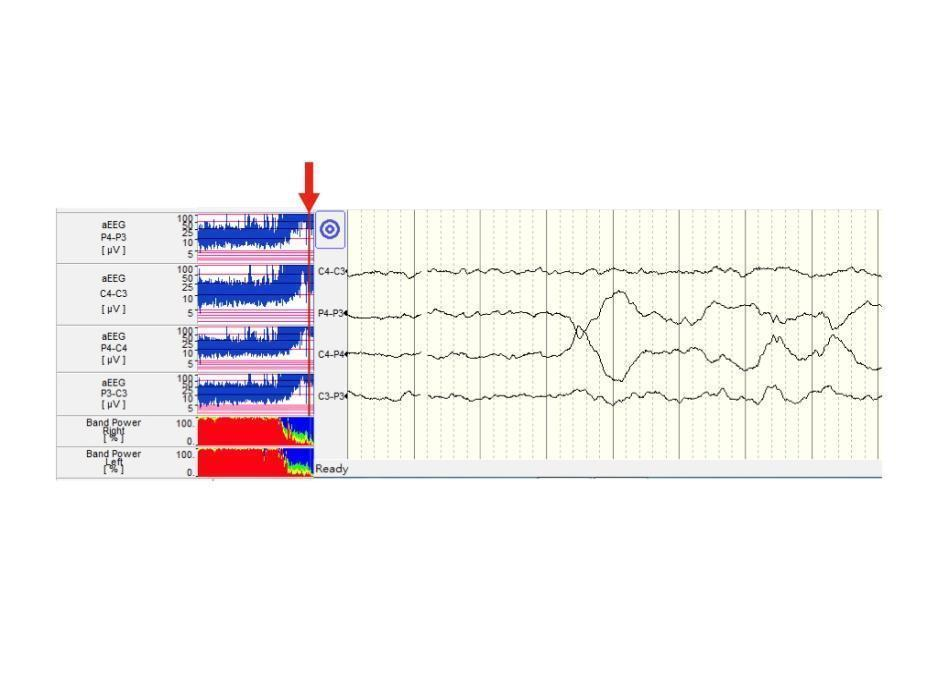 aEEG
P4-P3
[ µV ]
100
50
25
10
5
aEEG
C4-C3
[ µV ]
100
50
25
10
5
aEEG
P4-C4
[ µV ]
100
50
25
10
5
aEEG
P3-C3
[ µV ]
100
50
25
10
5
Band Power
Right
[ % ]
100
0
Band Power
Left
[ % ]
100
0
C4-C3
P4-P3
C4-P4
C3-P3
Ready